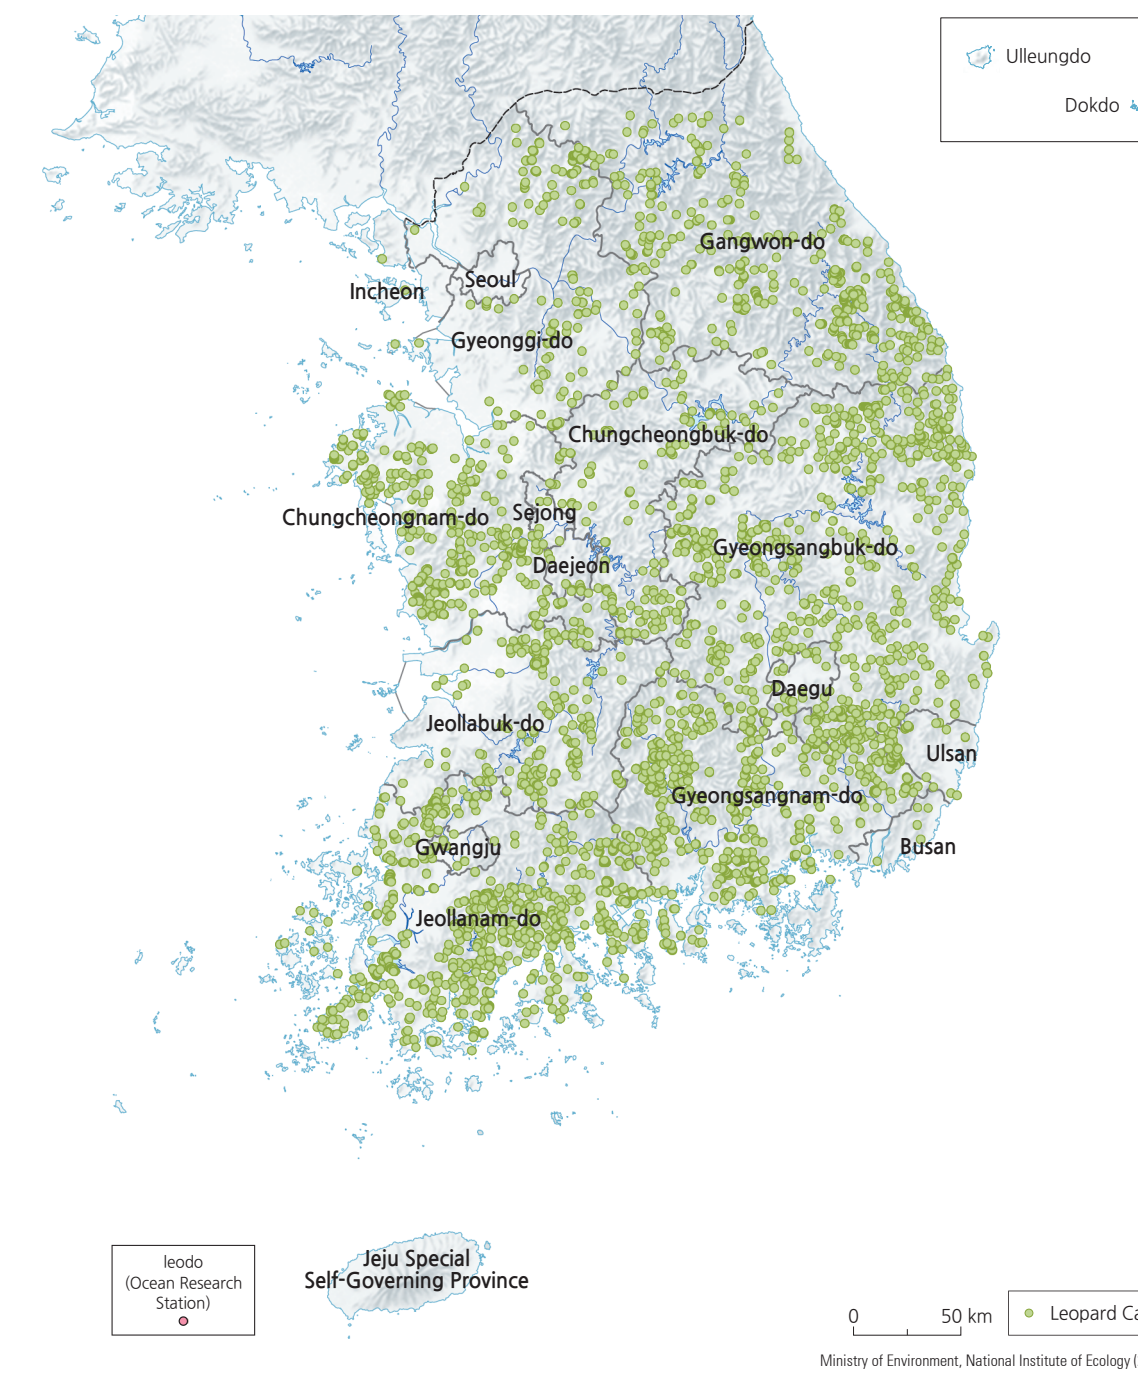 Ulleungdo
Dokdo
Gangwon-do
Seoul
Incheon
Gyeonggi-do
Chungcheongbuk-do
Chungcheongnam-do
Sejong
Gyeongsangbuk-do
Daejeon
Daegu
Jeollabuk-do
Ulsan
Gyeongsangnam-do
Gwangju
Busan
Jeollanam-do
Ieodo
(Ocean Research
Station)
Jeju Special
Self-Governing Province
0 50 km
Leopard Ca
Ministry of Environment, National Institute of Ecology (